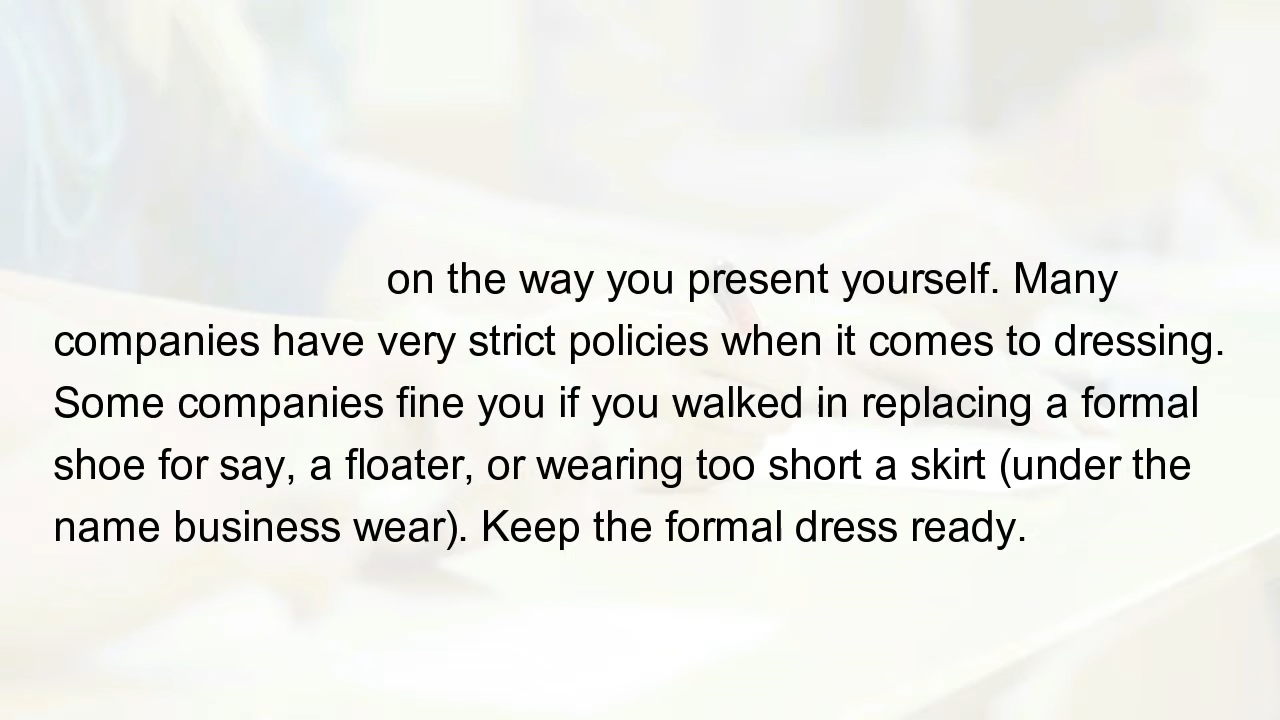 on the way you present yourself. Many
companies have very strict policies when it comes to dressing.
Some companies fine you if you walked in replacing a formal
shoe for say, a floater, or wearing too short a skirt (under the
name business wear). Keep the formal dress ready.